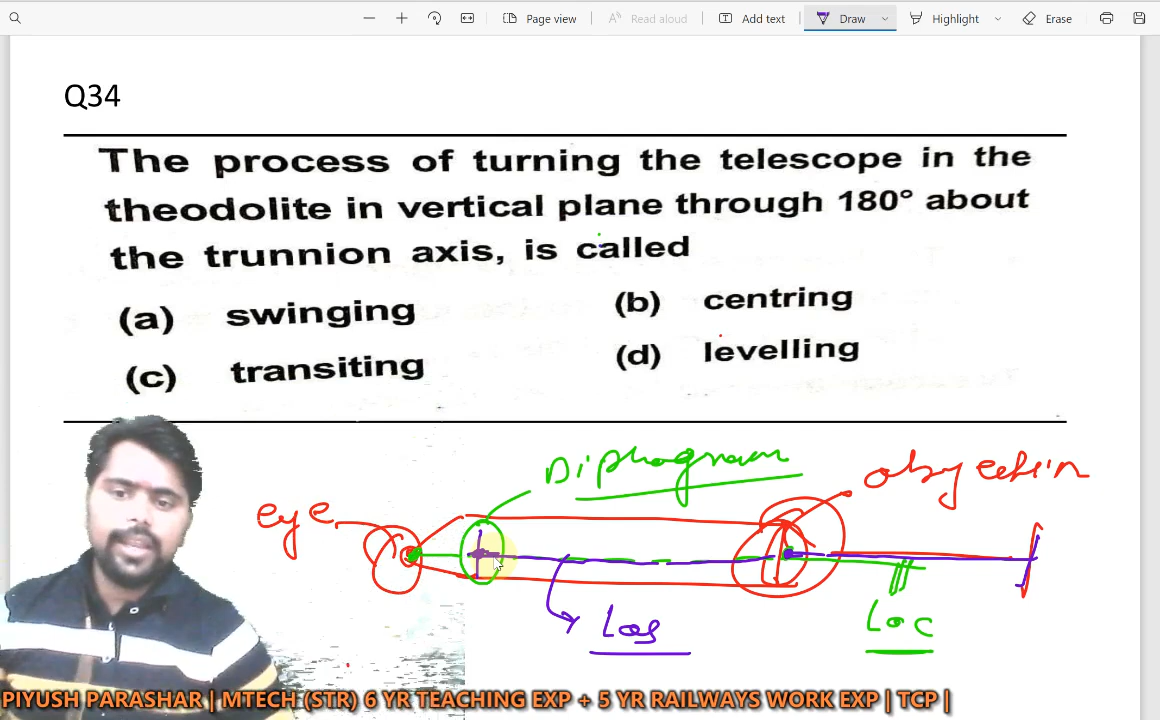 Page view
Read aloud
Add text
Draw
Highlight
Erase
Q34
The process of turning the telescope in the
theodolite in vertical plane through 180° about
the trunnion axis, is called
(a) swinging (b) centring
(c) transiting (d) levelling
Diphagnam
objectin
eye
Los
Loc
PIYUSH PARASHAR | MTECH (STR) 6 YR TEACHING EXP + 5 YR RAILWAYS WORK EXP | TCP |